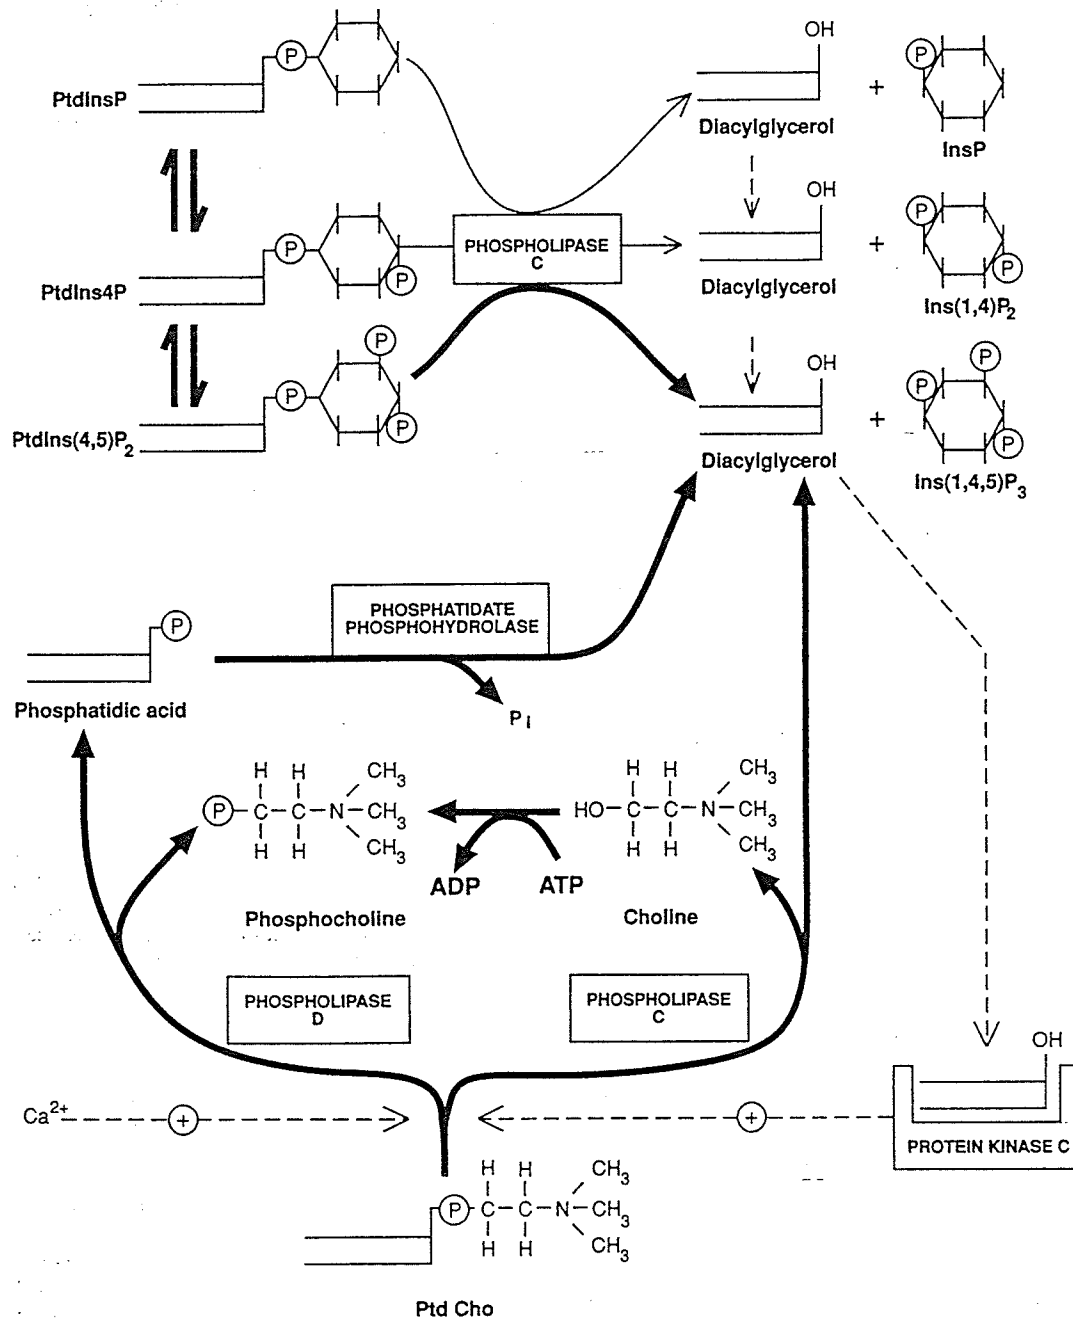 OH
P
P
PtdInsP
Diacylglycerol
+
InsP
OH
P
P
P
PHOSPHOLIPASE
C
+
P
PtdIns4P
Diacylglycerol
Ins(1,4)P2
P
OH
P
P
P
P
+
P
PtdIns(4,5)P2
Diacylglycerol
Ins(1,4,5)P3
PHOSPHATIDATE
PHOSPHOHYDROLASE
P
Phosphatidic acid
Pi
H H CH3
P C C N CH3
H H CH3
H H CH3
HO C C N CH3
H H CH3
ADP ATP
Phosphocholine
Choline
PHOSPHOLIPASE
D
PHOSPHOLIPASE
C
OH
Ca2+ + +
PROTEIN KINASE C
H H CH3
P C C N CH3
H H CH3
Ptd Cho